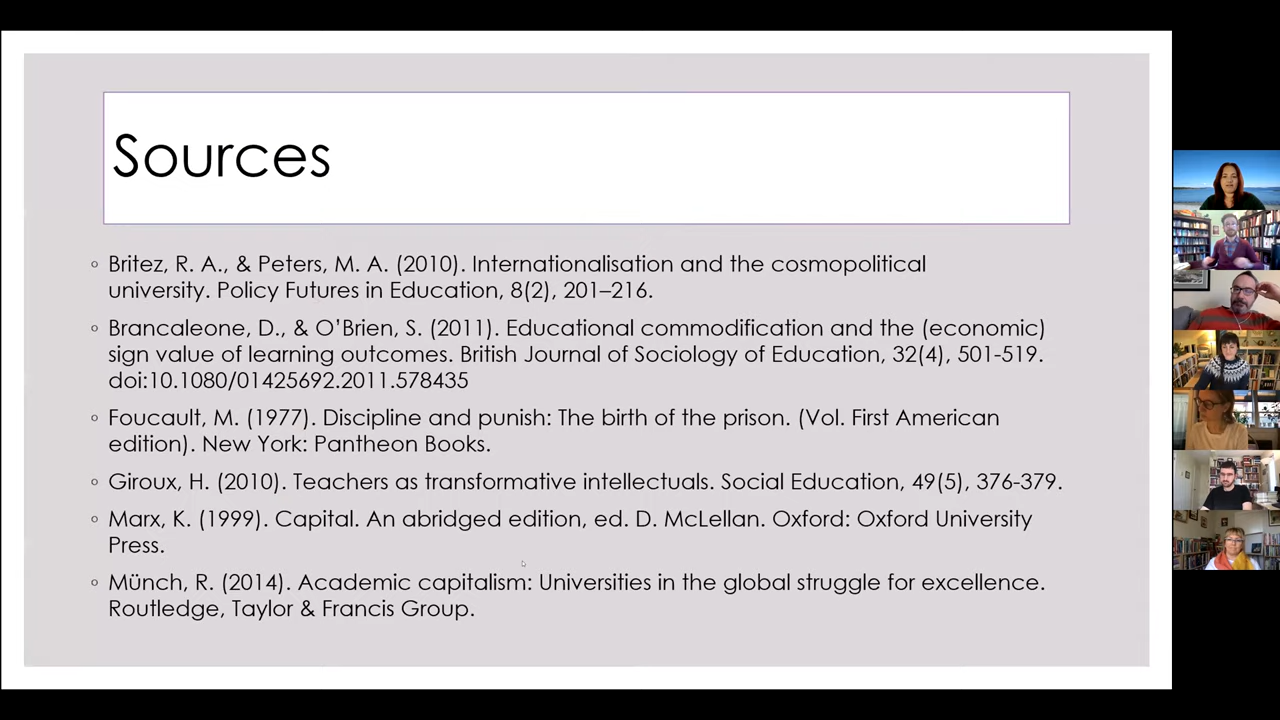 Sources
Britez, R. A., & Peters, M. A. (2010). Internationalisation and the cosmopolitical
university. Policy Futures in Education, 8(2), 201–216.
Brancaleone, D., & O’Brien, S. (2011). Educational commodification and the (economic)
sign value of learning outcomes. British Journal of Sociology of Education, 32(4), 501-519.
doi:10.1080/01425692.2011.578435
Foucault, M. (1977). Discipline and punish: The birth of the prison. (Vol. First American
edition). New York: Pantheon Books.
Giroux, H. (2010). Teachers as transformative intellectuals. Social Education, 49(5), 376-379.
Marx, K. (1999). Capital. An abridged edition, ed. D. McLellan. Oxford: Oxford University
Press.
Münch, R. (2014). Academic capitalism: Universities in the global struggle for excellence.
Routledge, Taylor & Francis Group.